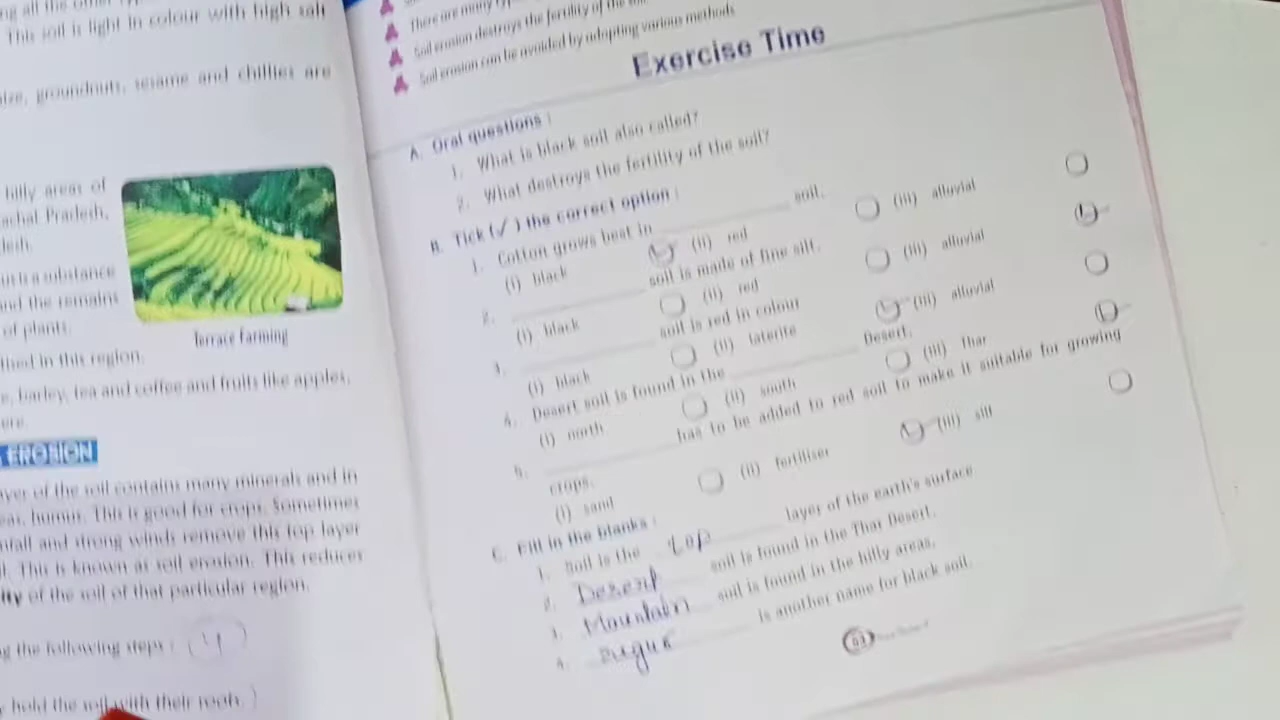 This soil is light in colour with high salt
groundnuts, sesame and chillies are
hilly areas of
Pradesh,
is a substance
and the remains
of plants.
in this region.
barley, tea and coffee and fruits like apples,
Terrace Farming
EROSION
layer of the soil contains many minerals and in
humus. This is good for crops. Sometimes
and strong winds remove this top layer
This is known as soil erosion. This reduces
of the soil of that particular region.
the following steps :
hold the soil with their roots.
There are many
Soil erosion destroys the fertility of the
Soil erosion can be avoided by adopting various methods
Exercise Time
A. Oral questions :
1. What is black soil also called?
2. What destroys the fertility of the soil?
B. Tick (✓) the correct option :
1. Cotton grows best in __________ soil.
(i) black (ii) red (iii) alluvial
2. __________ soil is made of fine silt.
(i) black (ii) red (iii) alluvial
3. __________ soil is red in colour
(i) black (ii) laterite (iii) alluvial
4. Desert soil is found in the __________ Desert.
(i) north (ii) south (iii) Thar
5. __________ has to be added to red soil to make it suitable for growing
crops.
(i) sand (ii) fertiliser (iii) silt
C. Fill in the blanks :
1. Soil is the top layer of the earth's surface
2. Desert soil is found in the Thar Desert.
3. Mountain soil is found in the hilly areas.
4. is another name for black soil.